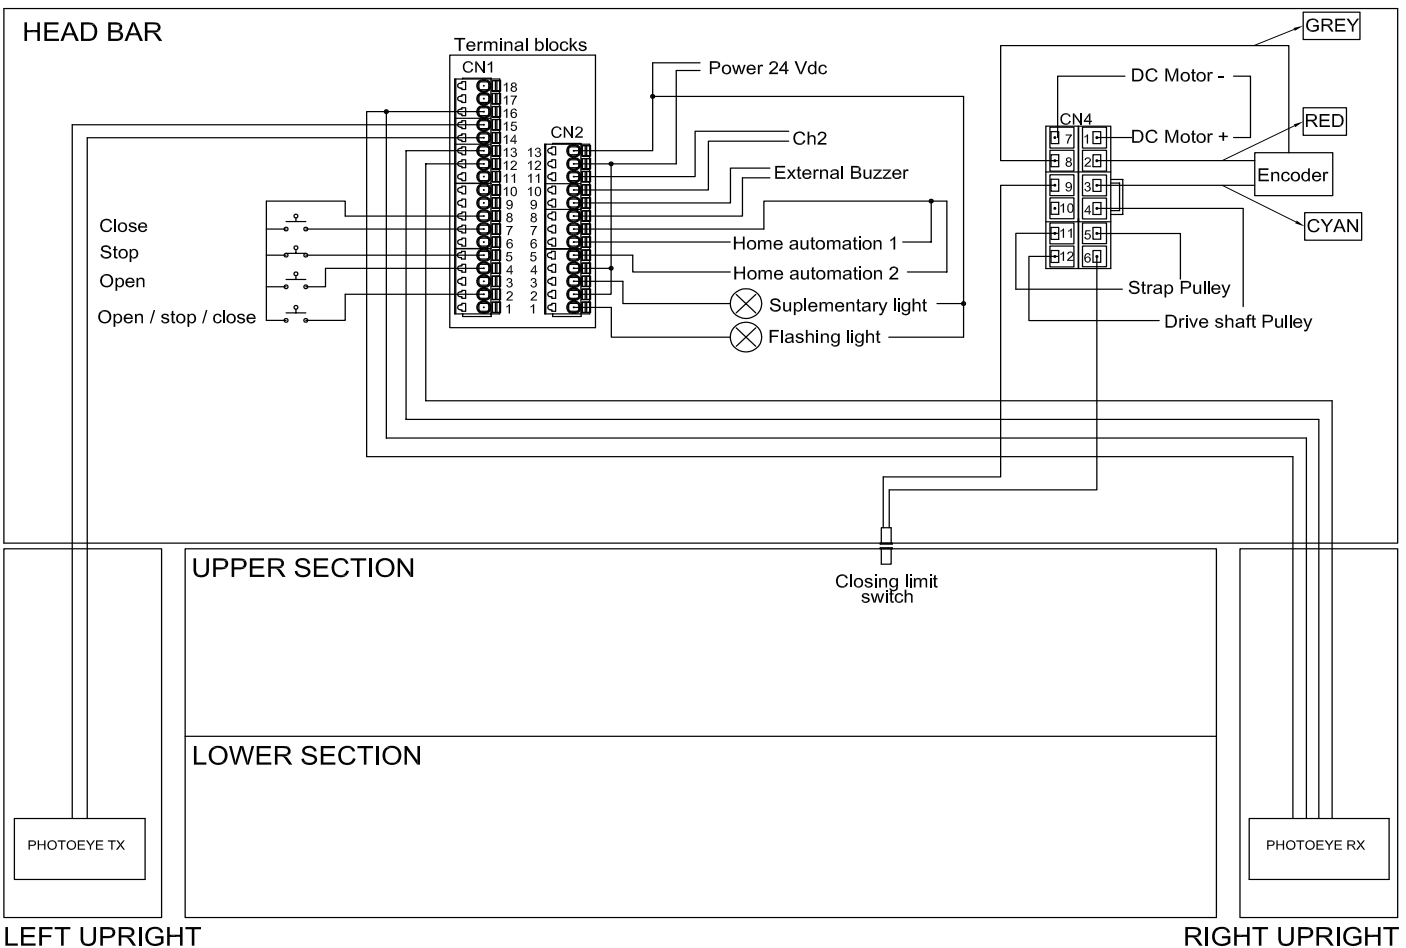 HEAD BAR
Terminal blocks
CN1
18
17
16
15
14
13
12
11
10
9
8
7
6
5
4
3
2
1
CN2
13
12
11
10
9
8
7
6
5
4
3
2
1
Power 24 Vdc
Ch2
External Buzzer
Home automation 1
Home automation 2
Suplementary light
Flashing light
Close
Stop
Open
Open / stop / close
GREY
DC Motor -
CN4
DC Motor +
RED
Encoder
CYAN
7 1
8 2
9 3
10 4
11 5
12 6
Strap Pulley
Drive shaft Pulley
UPPER SECTION
Closing limit
switch
LOWER SECTION
PHOTOEYE TX
PHOTOEYE RX
LEFT UPRIGHT
RIGHT UPRIGHT